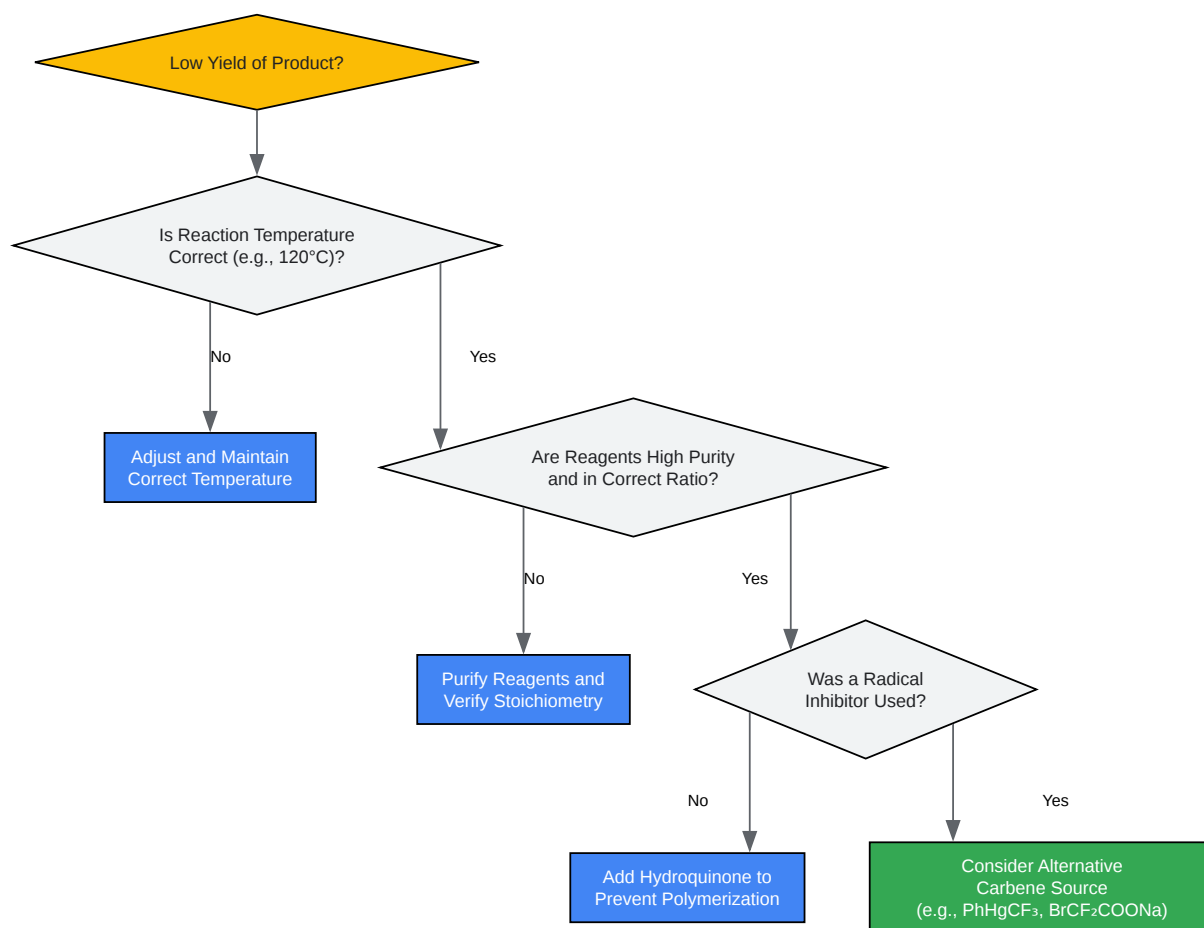 Low Yield of Product?
Is Reaction Temperature
Correct (e.g., 120°C)?
No
Yes
Adjust and Maintain
Correct Temperature
Are Reagents High Purity
and in Correct Ratio?
No
Yes
Purify Reagents and
Verify Stoichiometry
Was a Radical
Inhibitor Used?
No
Yes
Add Hydroquinone to
Prevent Polymerization
Consider Alternative
Carbene Source
(e.g., PhHgCF₃, BrCF₂COONa)